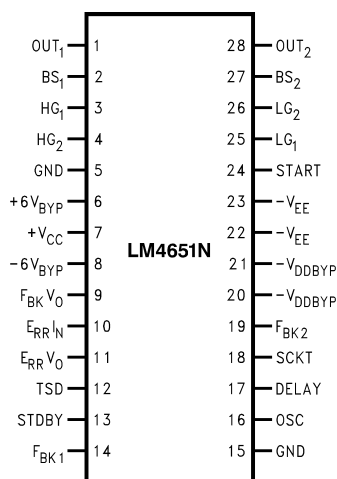 OUT1 1 28 OUT2
BS1 2 27 BS2
HG1 3 26 LG2
HG2 4 25 LG1
GND 5 24 START
+6VBYP 6 23 -VEE
+VCC 7 22 -VEE
LM4651N
-6VBYP 8 21 -VDDBYP
FBKVO 9 20 -VDDBYP
ERRIN 10 19 FBK2
ERRVO 11 18 SCKT
TSD 12 17 DELAY
STDBY 13 16 OSC
FBK1 14 15 GND